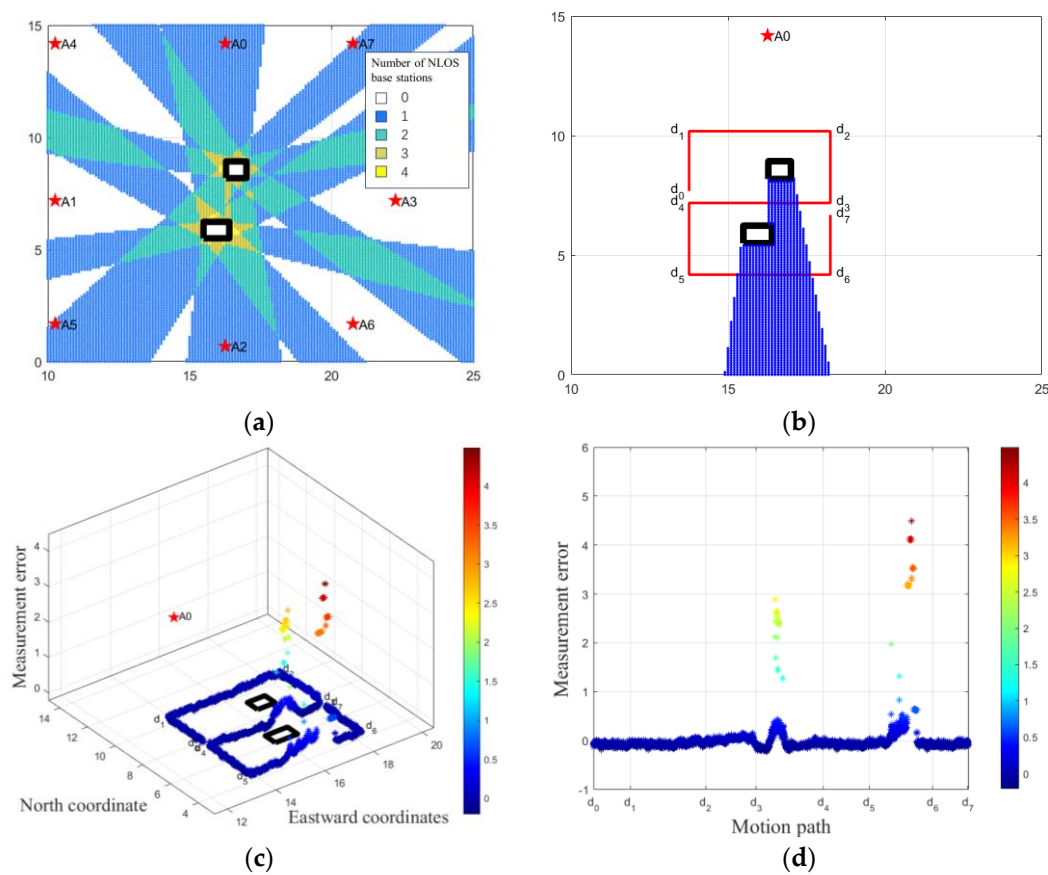 15
10
5
0
10
15
20
25
A4
A0
A7
A1
A3
A5
A2
A6
Number of NLOS
base stations
0
1
2
3
4
(a)
15
10
5
0
10
15
20
25
A0
d1
d2
d0
d4
d3
d7
d5
d6
(b)
Measurement error
4
3
2
1
0
14
12
10
8
6
4
North coordinate
12
14
16
18
20
Eastward coordinates
A0
d1
d4
d5
d7
d6
4
3.5
3
2.5
2
1.5
1
0.5
0
(c)
Measurement error
6
5
4
3
2
1
0
-1
d0
d1
d2
d3
d4
d5
d6
d7
Motion path
4
3.5
3
2.5
2
1.5
1
0.5
0
(d)